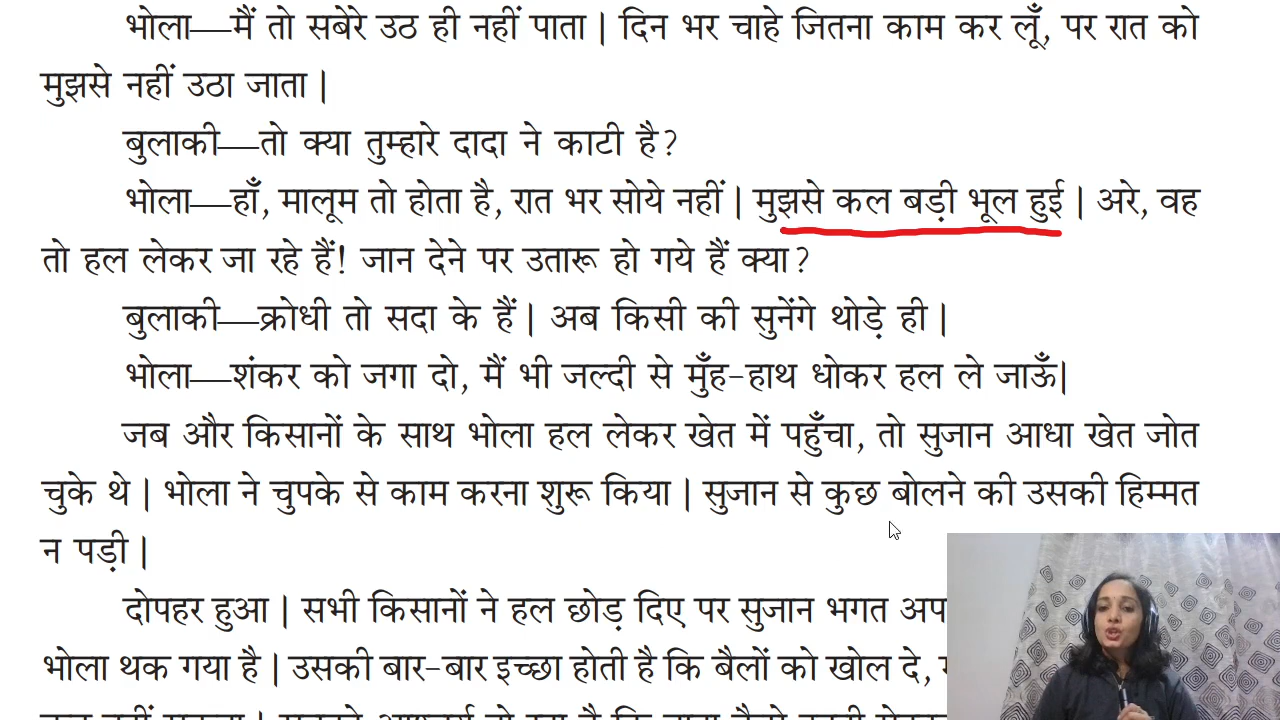 भोला—मैं तो सबेरे उठ ही नहीं पाता | दिन भर चाहे जितना काम कर लूँ, पर रात को
मुझसे नहीं उठा जाता |
बुलाकी—तो क्या तुम्हारे दादा ने काटी है?
भोला—हाँ, मालूम तो होता है, रात भर सोये नहीं | मुझसे कल बड़ी भूल हुई | अरे, वह
तो हल लेकर जा रहे हैं! जान देने पर उतारू हो गये हैं क्या?
बुलाकी—क्रोधी तो सदा के हैं | अब किसी की सुनेंगे थोड़े ही |
भोला—शंकर को जगा दो, मैं भी जल्दी से मुँह-हाथ धोकर हल ले जाऊँ|
जब और किसानों के साथ भोला हल लेकर खेत में पहुँचा, तो सुजान आधा खेत जोत
चुके थे | भोला ने चुपके से काम करना शुरू किया | सुजान से कुछ बोलने की उसकी हिम्मत
न पड़ी |
दोपहर हुआ | सभी किसानों ने हल छोड़ दिए पर सुजान भगत
भोला थक गया है | उसकी बार-बार इच्छा होती है कि बैलों को खोल दे,